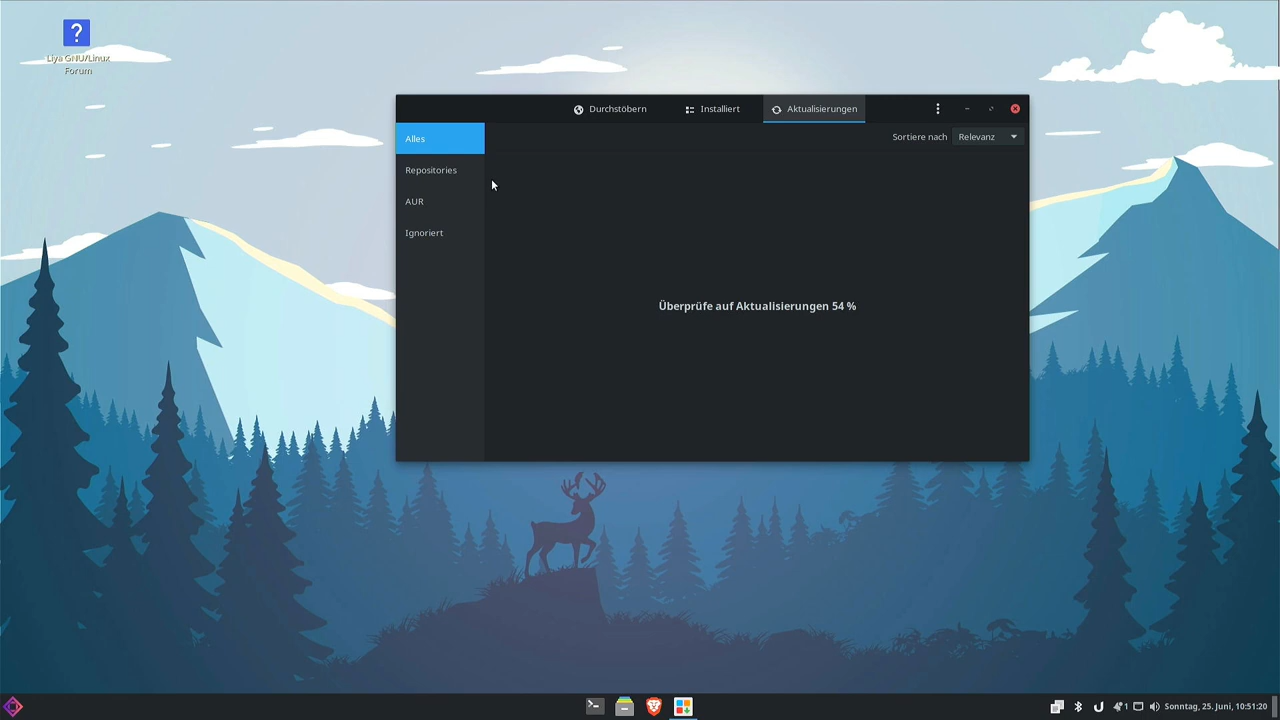 Liya GNU/Linux
Forum
Durchstöbern
Installiert
Aktualisierungen
Alles
Sortiere nach
Relevanz
Repositories
AUR
Ignoriert
Überprüfe auf Aktualisierungen 54 %
1
Sonntag, 25. Juni, 10:51:20